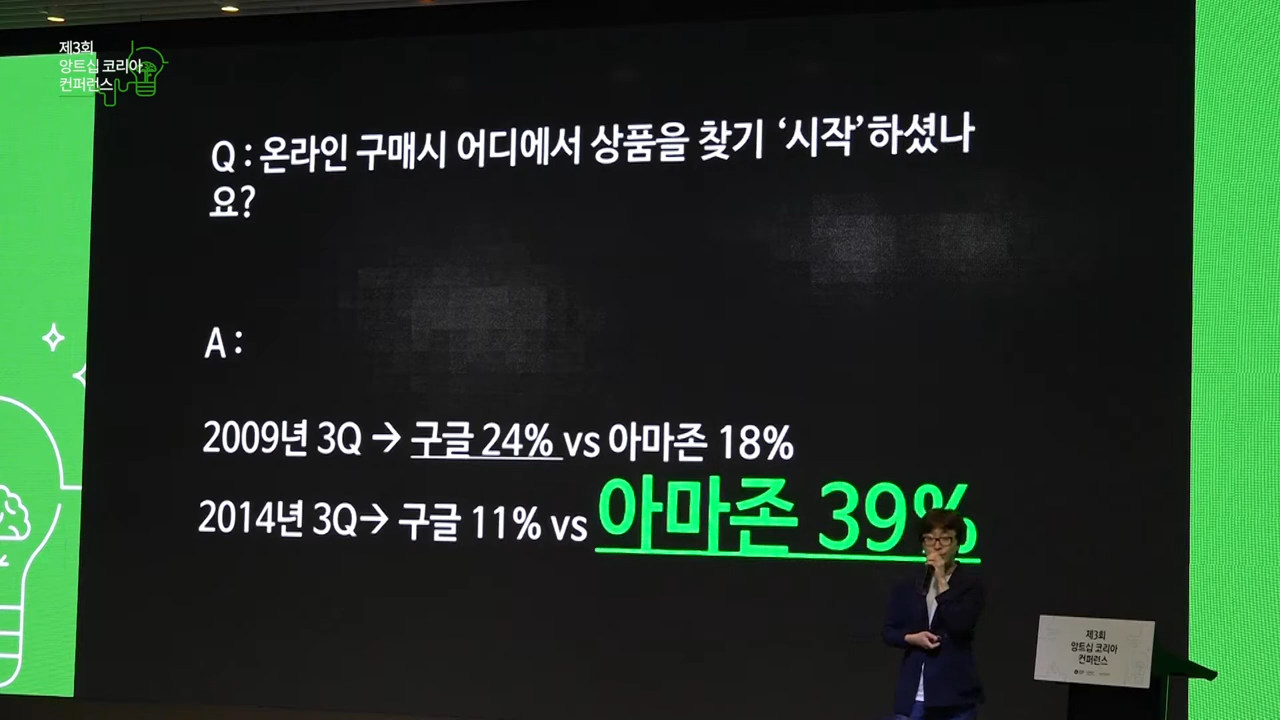 제3회
앙트십 코리아
컨퍼런스
Q : 온라인 구매시 어디에서 상품을 찾기 ‘시작’하셨나
요?
A :
2009년 3Q → 구글 24% vs 아마존 18%
2014년 3Q→ 구글 11% vs 아마존 39%
제3회
앙트십 코리아
컨퍼런스